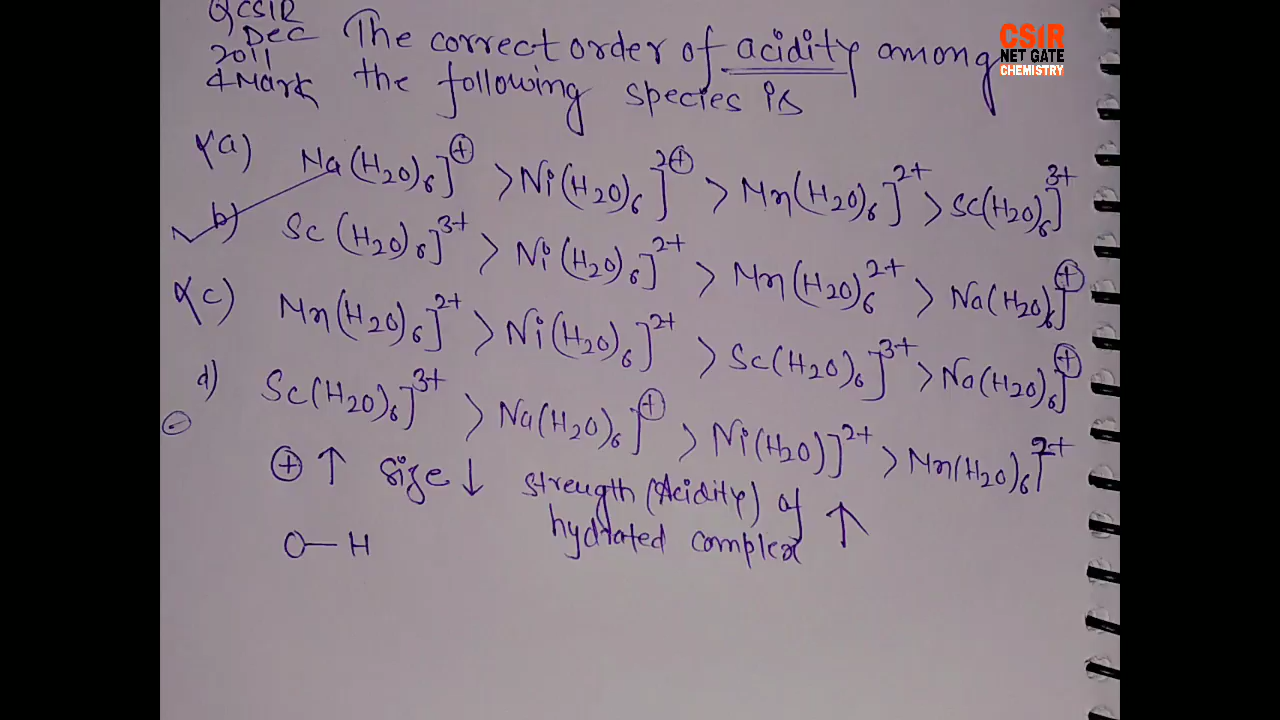 Q CSIR
Dec
2011
4 Mark
The correct order of acidity among
the following species is
CSIR
NET GATE
CHEMISTRY
(a) Na(H2O)6]⊕ > Ni(H2O)6]2⊕ > Mn(H2O)6]2+ > Sc(H2O)6]3+
b) Sc(H2O)6]3+ > Ni(H2O)6]2+ > Mn(H2O)6 2+ > Na(H2O)6]⊕
(c) Mn(H2O)6]2+ > Ni(H2O)6]2+ > Sc(H2O)6]3+ > Na(H2O)6]⊕
d) Sc(H2O)6]3+ > Na(H2O)6]⊕ > Ni(H2O)]2+ > Mn(H2O)6]2+
⊕ ↑ size ↓ strength (Acidity) of
hydrated complex ↑
O—H